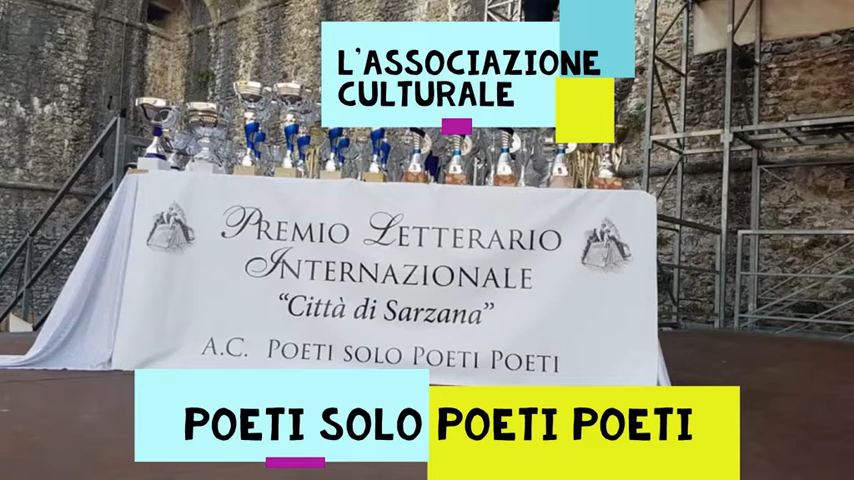 L'ASSOCIAZIONE
CULTURALE
PREMIO LETTERARIO
INTERNAZIONALE
"Città di Sarzana"
A.C. POETI SOLO POETI POETI
POETI SOLO POETI POETI